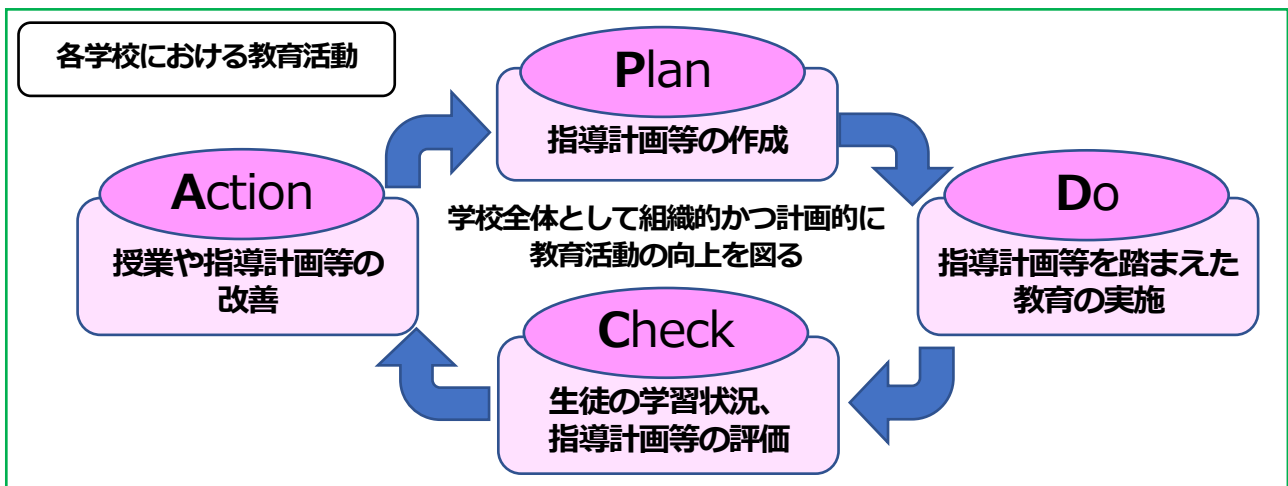 各学校における教育活動
Plan
指導計画等の作成
Action
授業や指導計画等の
改善
学校全体として組織的かつ計画的に
教育活動の向上を図る
Do
指導計画等を踏まえた
教育の実施
Check
生徒の学習状況、
指導計画等の評価